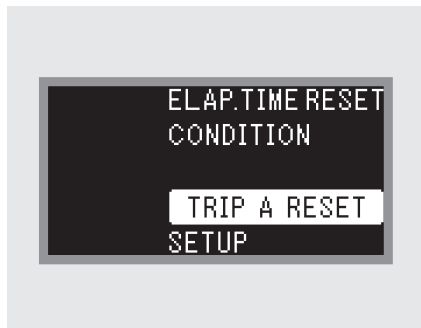 ELAP.TIME RESET
CONDITION
TRIP A RESET
SETUP